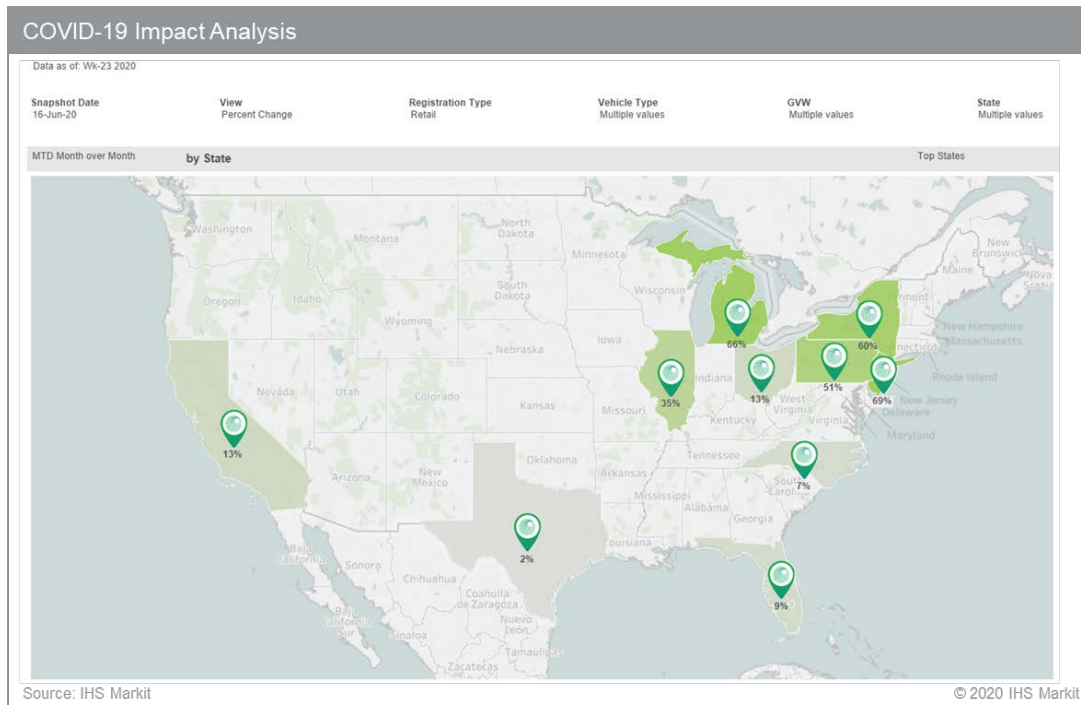 COVID-19 Impact Analysis
Data as of: Wk-23 2020
Snapshot Date
16-Jun-20
View
Percent Change
Registration Type
Retail
Vehicle Type
Multiple values
GVW
Multiple values
State
Multiple values
MTD Month over Month
by State
Top States
Washington
Montana
North
Dakota
Minnesota
New
Brunswick
Maine
Nova
Oregon
Idaho
South
Dakota
Wisconsin
Vermont
Wyoming
66%
60%
New Hampshire
Massachusetts
Iowa
Nebraska
Nevada
Utah
Colorado
Kansas
Missouri
Indiana
35%
13%
West
Virginia
51%
69%
Rhode Island
New Jersey
Delaware
Maryland
Kentucky
Virginia
13%
Arizona
New
Mexico
Oklahoma
Arkansas
Tennessee
South
Carolina
7%
Mississippi
Alabama
Georgia
2%
Louisiana
Baja
California
Sonora
Chihuahua
Coahuila
de Zaragoza
9%
Baja
California
Sur
Sinaloa
Nuevo
León
Tamaulipas
Zacatecas
Source: IHS Markit
© 2020 IHS Markit